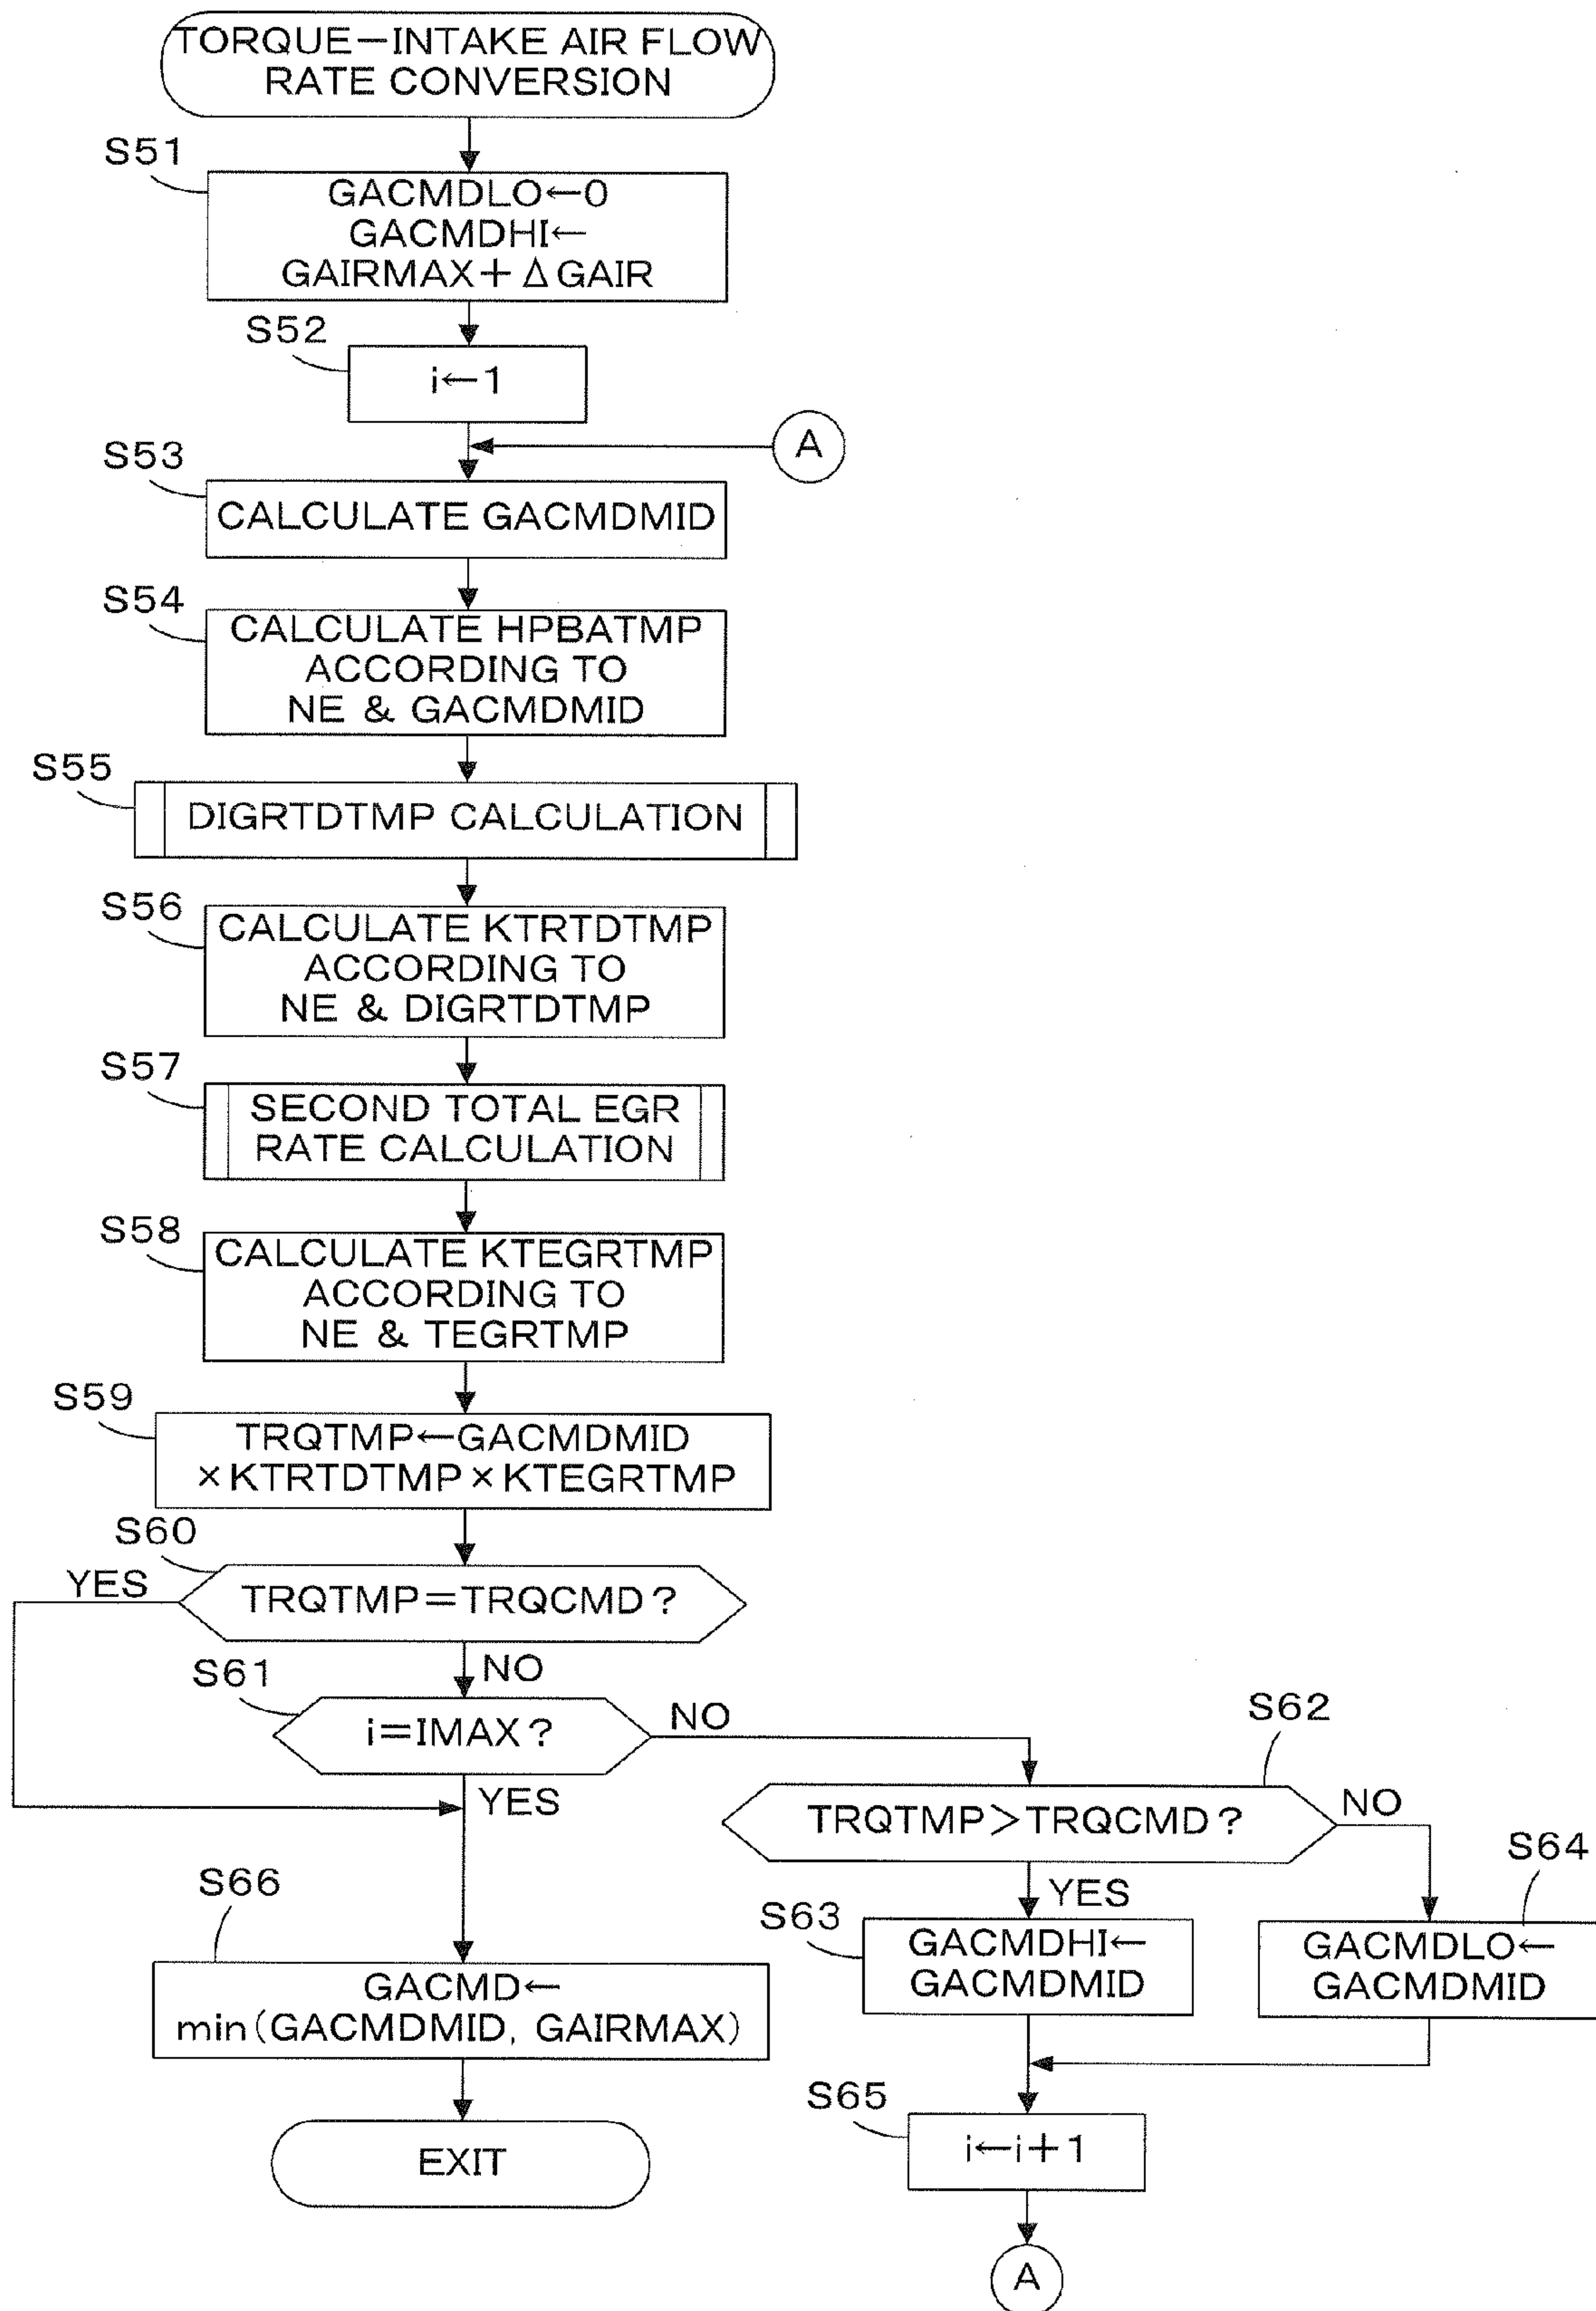 TORQUE−INTAKE AIR FLOW
RATE CONVERSION
S51
GACMDLO←0
GACMDHI←
GAIRMAX+ΔGAIR
S52
i←1
A
S53
CALCULATE GACMDMID
S54
CALCULATE HPBATMP
ACCORDING TO
NE & GACMDMID
S55
DIGRTDTMP CALCULATION
S56
CALCULATE KTRTDTMP
ACCORDING TO
NE & DIGRTDTMP
S57
SECOND TOTAL EGR
RATE CALCULATION
S58
CALCULATE KTEGRTMP
ACCORDING TO
NE & TEGRTMP
S59
TRQTMP←GACMDMID
×KTRTDTMP×KTEGRTMP
S60
YES
TRQTMP=TRQCMD?
NO
S61
i=IMAX?
NO
YES
S62
TRQTMP>TRQCMD?
NO
YES
S63
GACMDHI←
GACMDMID
S64
GACMDLO←
GACMDMID
S65
i←i+1
A
S66
GACMD←
min(GACMDMID, GAIRMAX)
EXIT